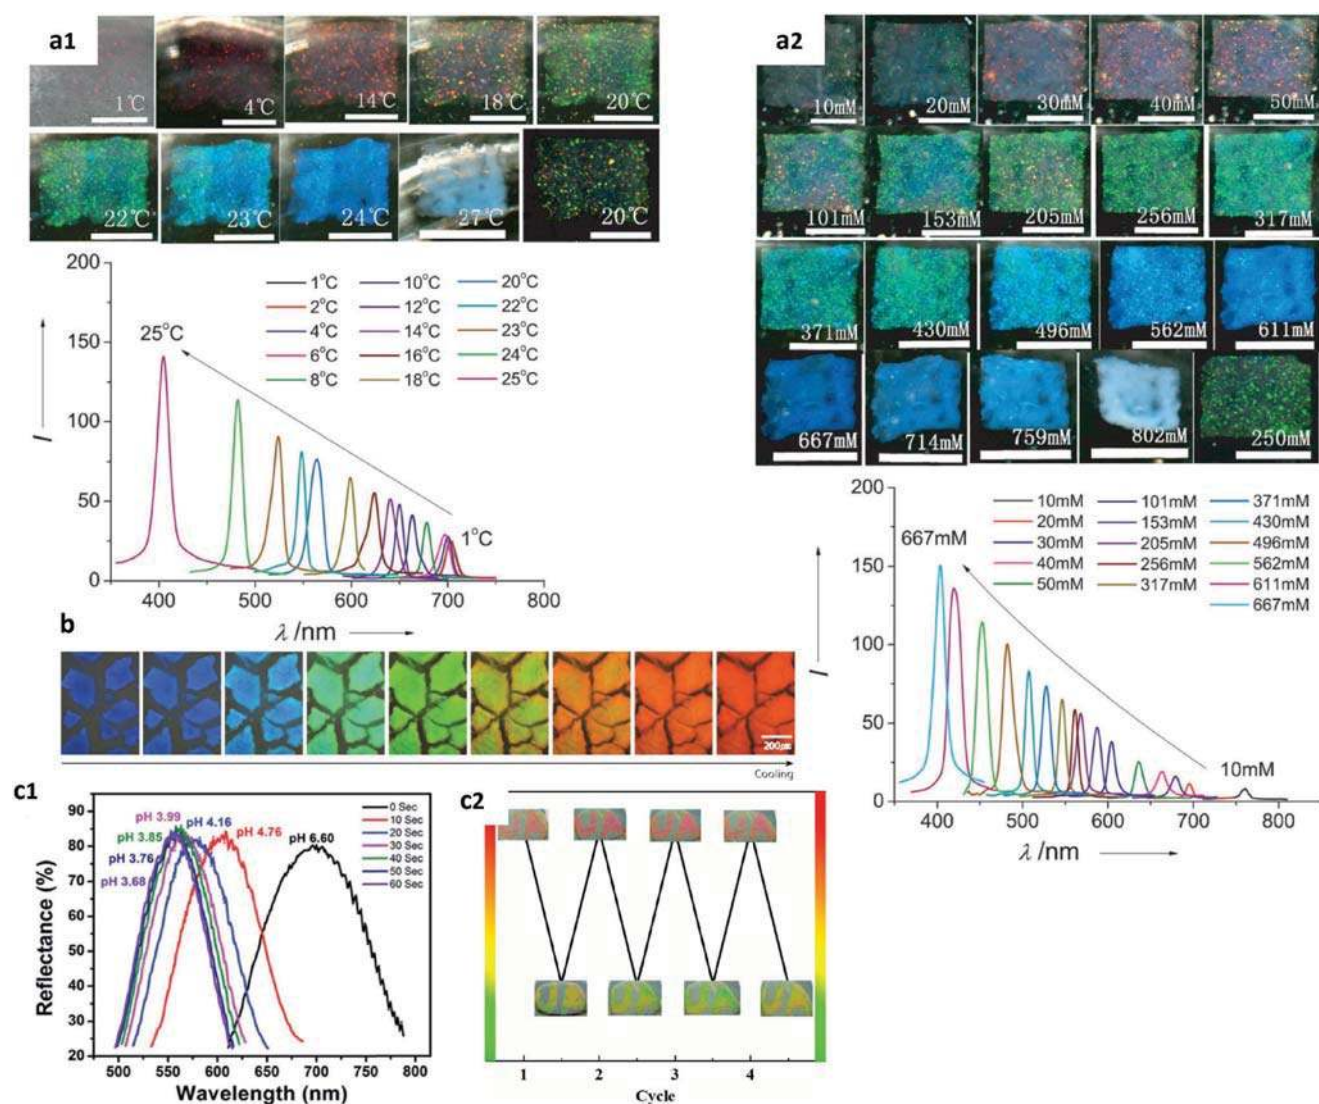 a1
1℃
4℃
14℃
18℃
20℃
22℃
23℃
24℃
27℃
20℃
200
150
100
50
0
I
25°C
1°C
1°C
2°C
4°C
6°C
8°C
10°C
12°C
14°C
16°C
18°C
20°C
22°C
23°C
24°C
25°C
400
500
600
700
800
λ /nm
a2
10mM
20mM
30mM
40mM
50mM
101mM
153mM
205mM
256mM
317mM
371mM
430mM
496mM
562mM
611mM
667mM
714mM
759mM
802mM
250mM
200
150
100
50
0
I
667mM
10mM
10mM
20mM
30mM
40mM
50mM
101mM
153mM
205mM
256mM
317mM
371mM
430mM
496mM
562mM
611mM
667mM
400
450
500
550
600
650
700
750
800
λ /nm
b
200㎛
Cooling
c1
90
80
70
60
50
40
30
20
Reflectance (%)
pH 3.99
pH 4.16
pH 3.85
pH 4.76
pH 6.60
pH 3.76
pH 3.68
0 Sec
10 Sec
20 Sec
30 Sec
40 Sec
50 Sec
60 Sec
500
550
600
650
700
750
800
Wavelength (nm)
c2
1
2
3
4
Cycle